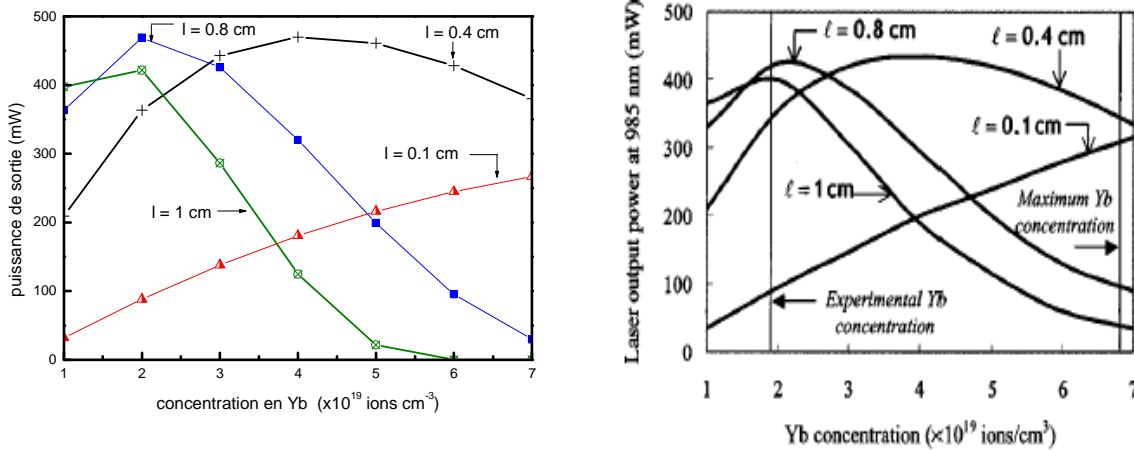 500
l = 0.8 cm
l = 0.4 cm
400
300
l = 0.1 cm
200
l = 1 cm
100
0
puissance de sortie (mW)
1 2 3 4 5 6 7
concentration en Yb (x10¹⁹ ions cm⁻³)
500
ℓ = 0.8 cm
ℓ = 0.4 cm
400
300
ℓ = 0.1 cm
ℓ = 1 cm
200
Maximum Yb
concentration
100
Experimental Yb
concentration
0
Laser output power at 985 nm (mW)
1 2 3 4 5 6 7
Yb concentration (×10¹⁹ ions/cm³)